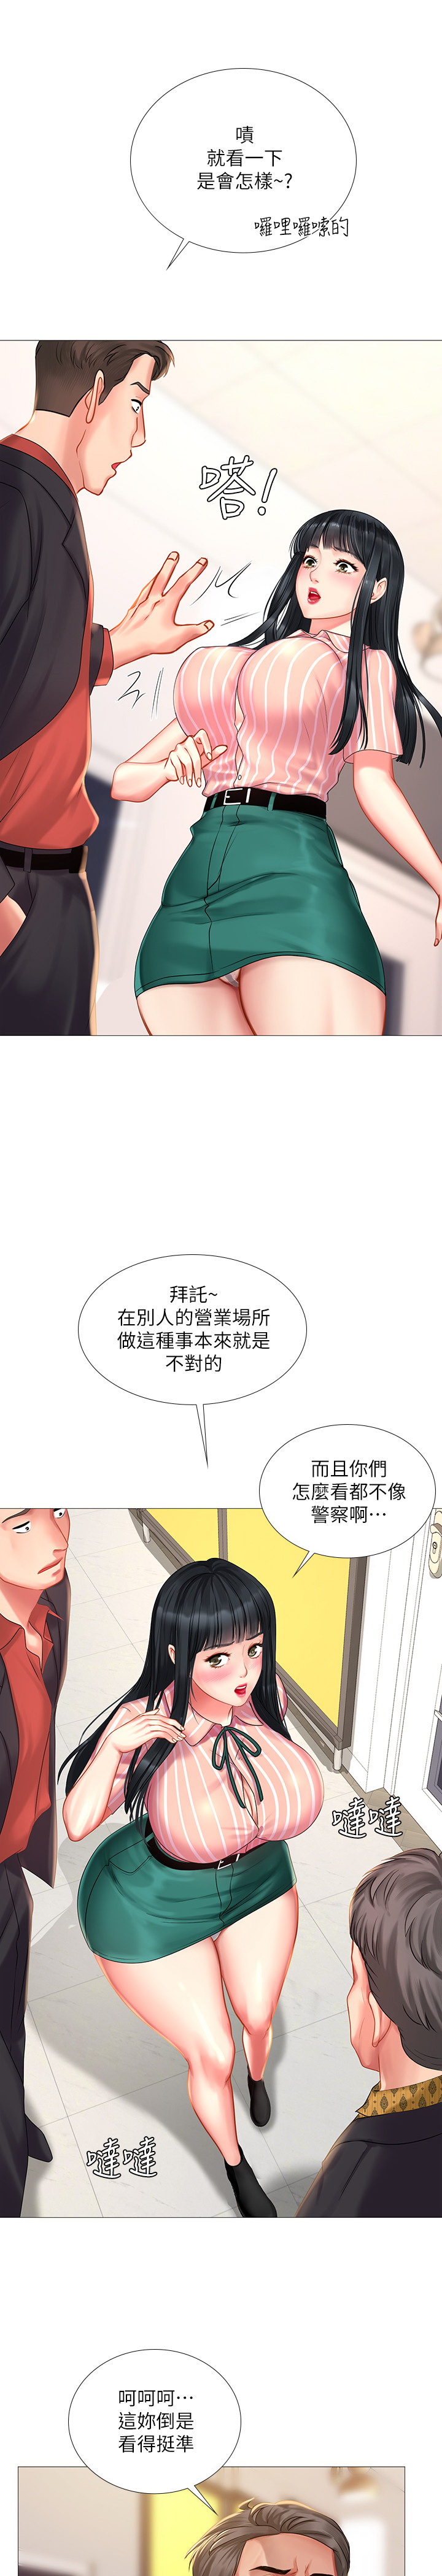 嘖
就看一下
是會怎樣~?
囉哩囉嗦的
嗒!
拜託~
在別人的營業場所
做這種事本來就是
不對的
而且你們
怎麼看都不像
警察啊⋯
噠噠
噠噠
呵呵呵⋯
這妳倒是
看得挺準